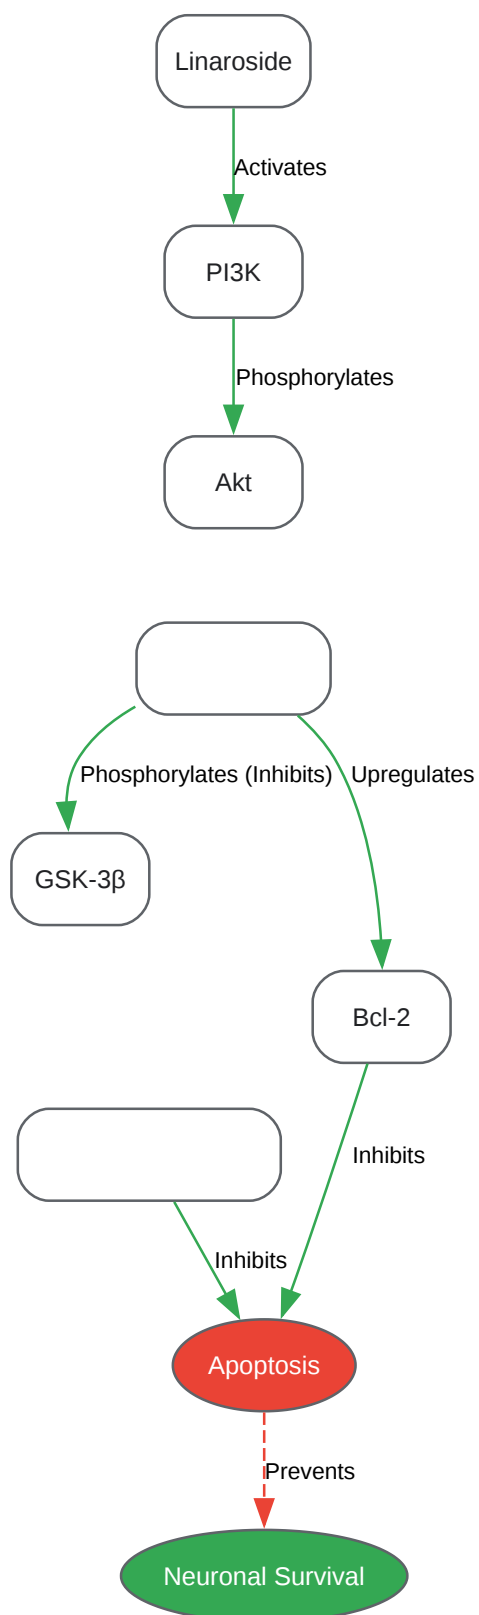 Linaroside
Activates
PI3K
Phosphorylates
Akt
Phosphorylates (Inhibits)
Upregulates
GSK-3β
Bcl-2
Inhibits
Inhibits
Apoptosis
Prevents
Neuronal Survival